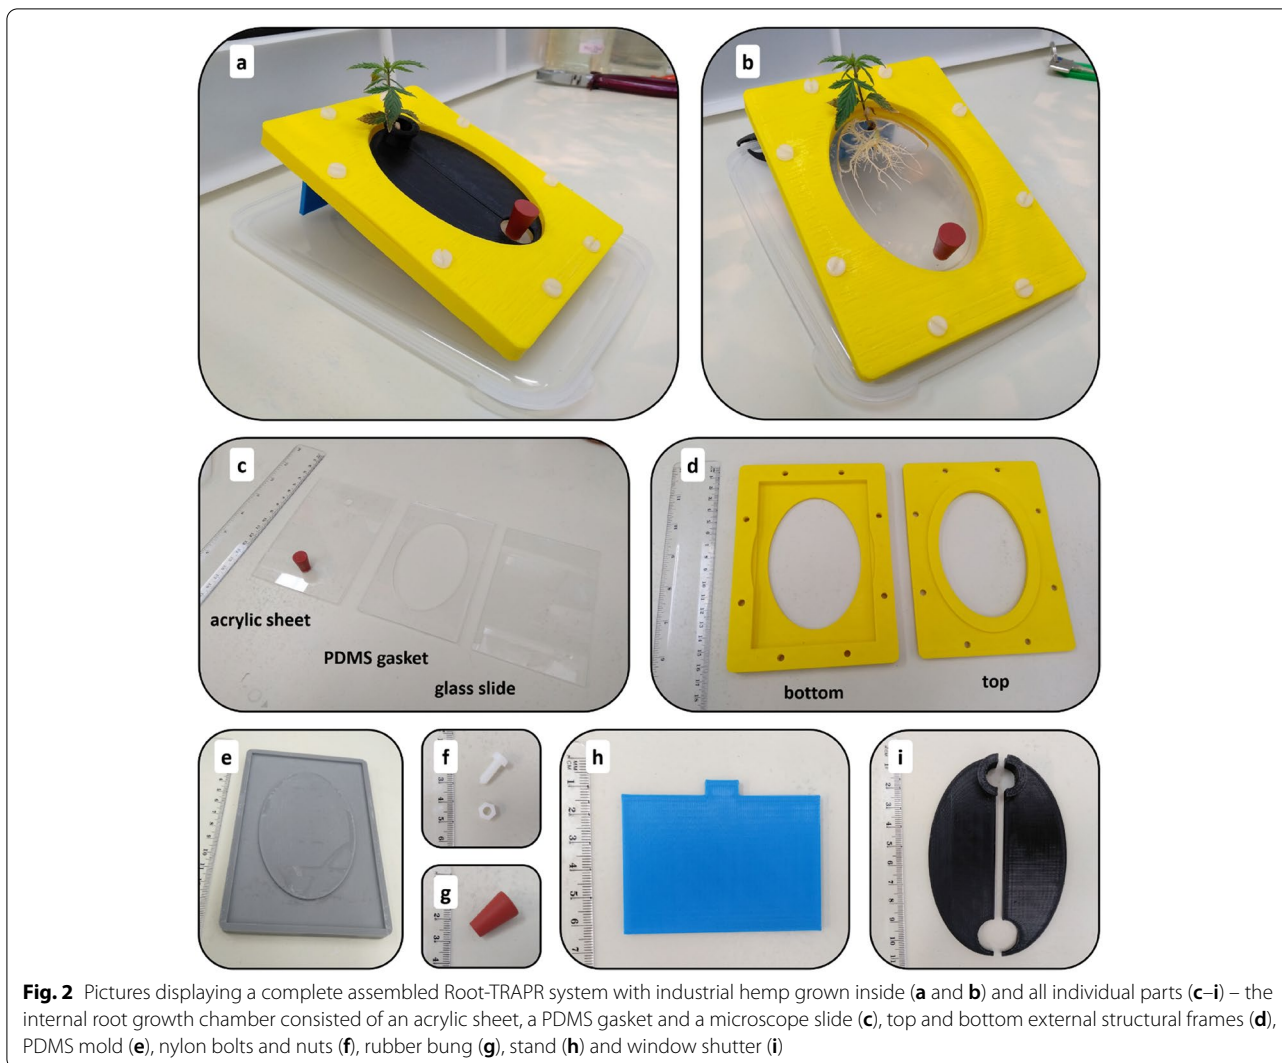 a
b
c
acrylic sheet
PDMS gasket
glass slide
d
bottom
top
e
f
g
h
i
Fig. 2 Pictures displaying a complete assembled Root-TRAPR system with industrial hemp grown inside (a and b) and all individual parts (c–i) – the
internal root growth chamber consisted of an acrylic sheet, a PDMS gasket and a microscope slide (c), top and bottom external structural frames (d),
PDMS mold (e), nylon bolts and nuts (f), rubber bung (g), stand (h) and window shutter (i)